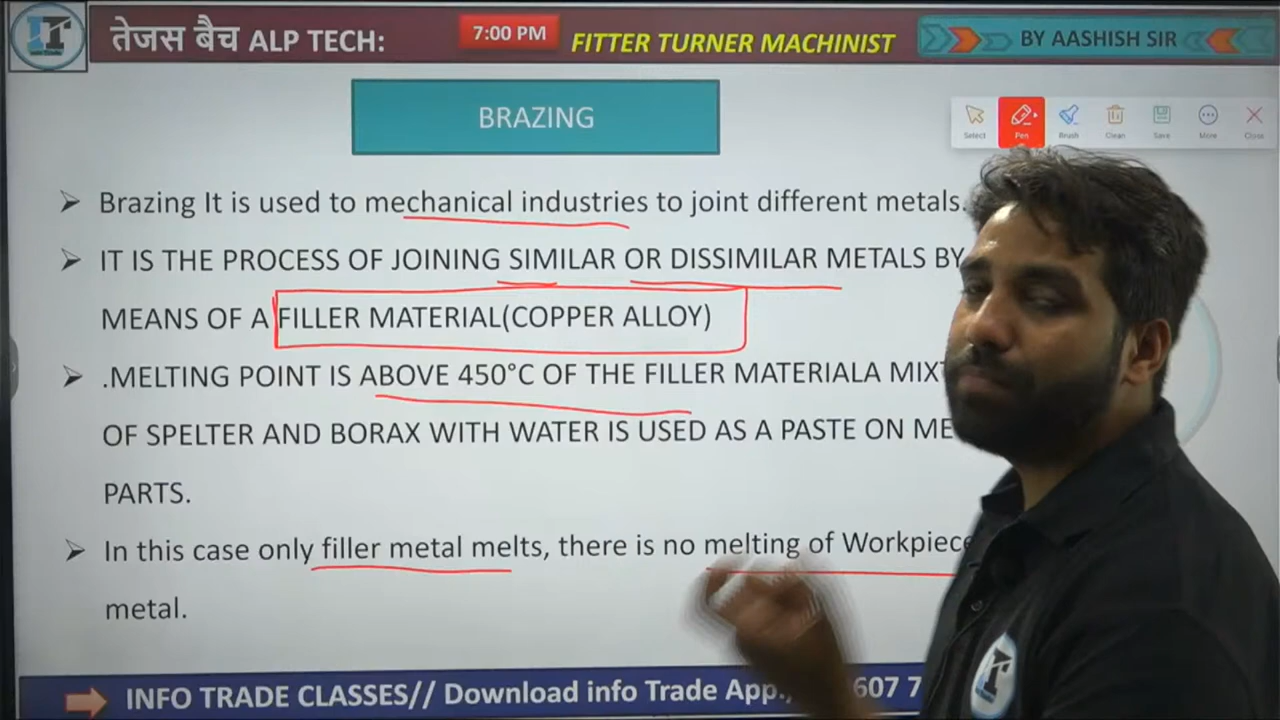 तेजस बैच ALP TECH:
7:00 PM
FITTER TURNER MACHINIST
BY AASHISH SIR
BRAZING
Select
Pen
Brush
Clean
Save
More
Close
Brazing It is used to mechanical industries to joint different metals.
IT IS THE PROCESS OF JOINING SIMILAR OR DISSIMILAR METALS BY
MEANS OF A FILLER MATERIAL(COPPER ALLOY)
.MELTING POINT IS ABOVE 450°C OF THE FILLER MATERIALA
OF SPELTER AND BORAX WITH WATER IS USED AS A PASTE ON
PARTS.
In this case only filler metal melts, there is no melting of Workpiece
metal.
INFO TRADE CLASSES// Download info Trade App.